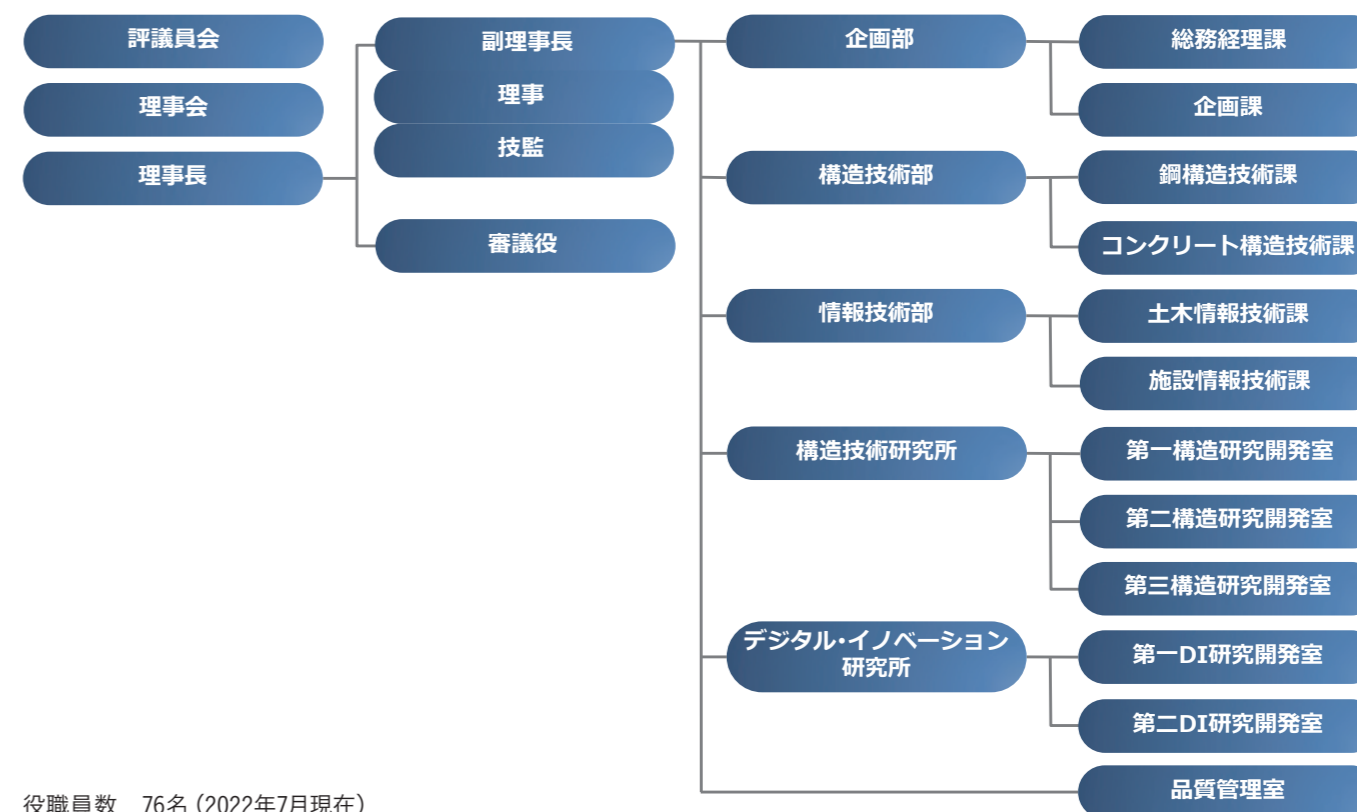 評議員会
理事会
理事長
副理事長
理事
技監
審議役
企画部
総務経理課
企画課
構造技術部
鋼構造技術課
コンクリート構造技術課
情報技術部
土木情報技術課
施設情報技術課
構造技術研究所
第一構造研究開発室
第二構造研究開発室
第三構造研究開発室
デジタル・イノベーション
研究所
第一DI研究開発室
第二DI研究開発室
品質管理室
役職員数　76名 (2022年7月現在)